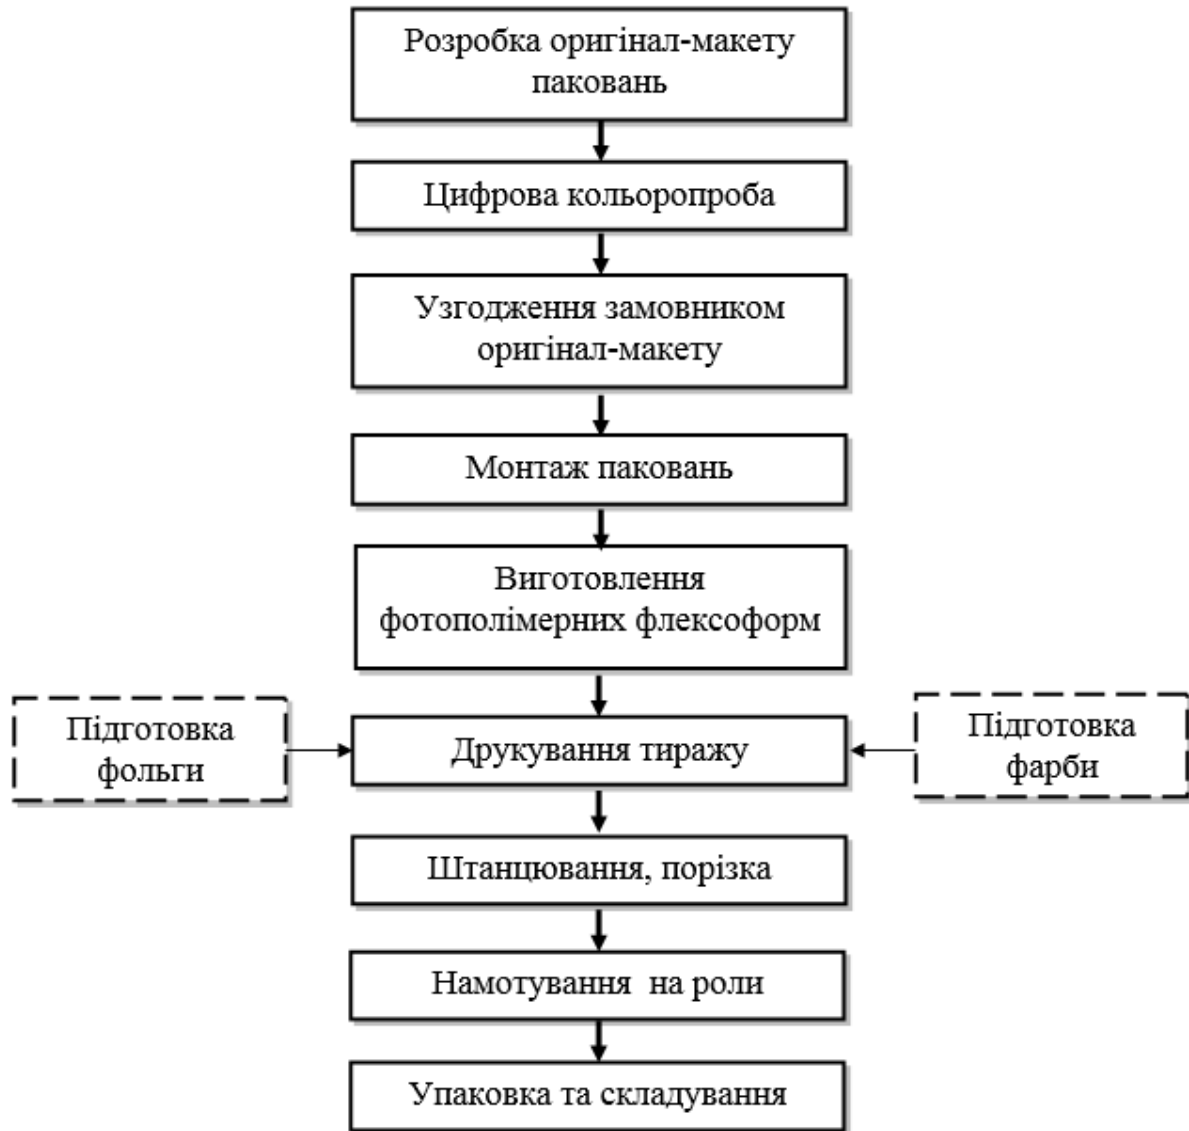 Розробка оригінал-макету
паковань
Цифрова кольоропроба
Узгодження замовником
оригінал-макету
Монтаж паковань
Виготовлення
фотополімерних флексоформ
Підготовка
фольги
Друкування тиражу
Підготовка
фарби
Штанцювання, порізка
Намотування на роли
Упаковка та складування